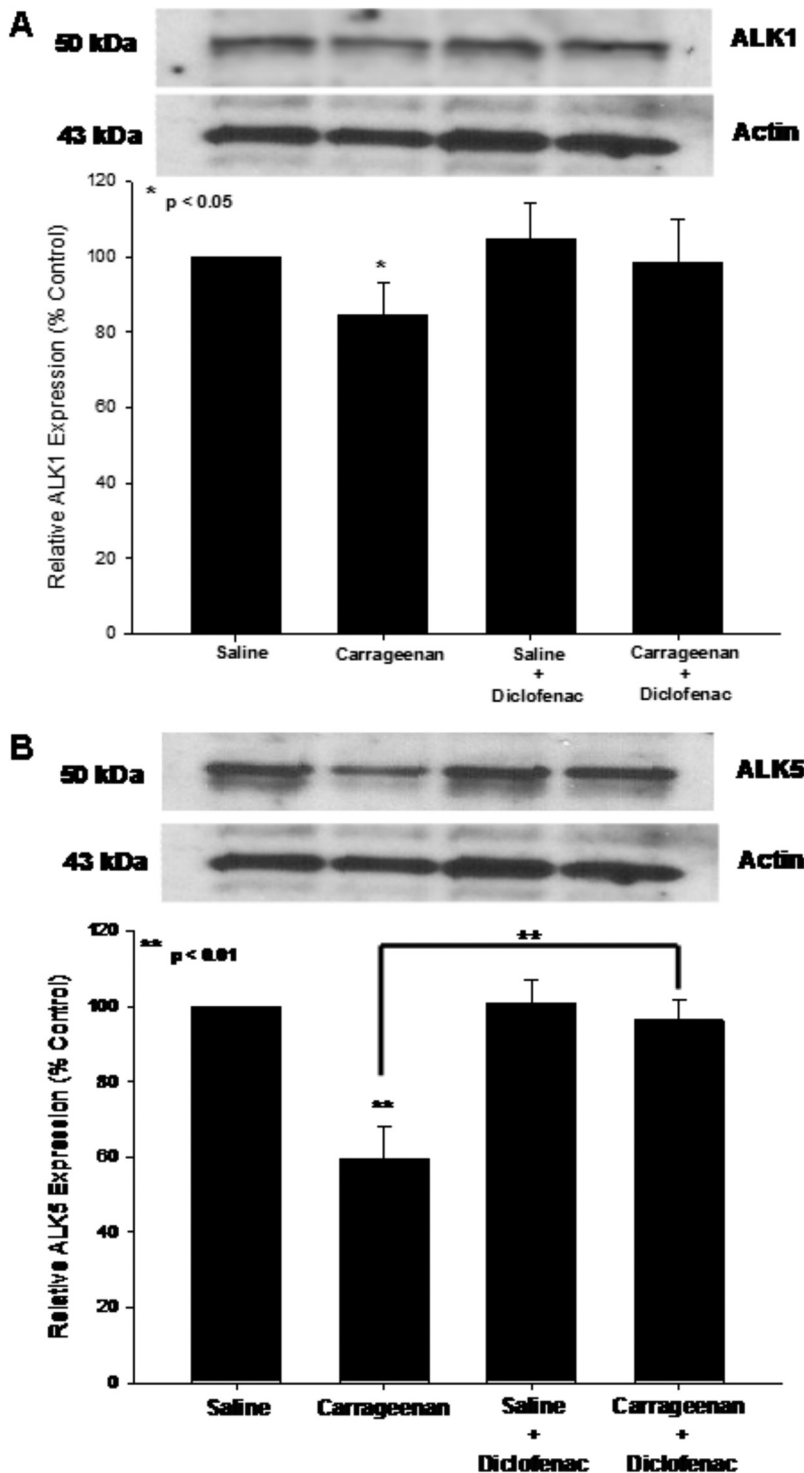 A
50 kDa
ALK1
43 kDa
Actin
* p < 0.05
Relative ALK1 Expression (% Control)
120
100
80
60
40
20
0
*
Saline
Carrageenan
Saline
+
Diclofenac
Carrageenan
+
Diclofenac
B
50 kDa
ALK5
43 kDa
Actin
** p < 0.01
Relative ALK5 Expression (% Control)
120
100
80
60
40
20
0
**
**
Saline
Carrageenan
Saline
+
Diclofenac
Carrageenan
+
Diclofenac